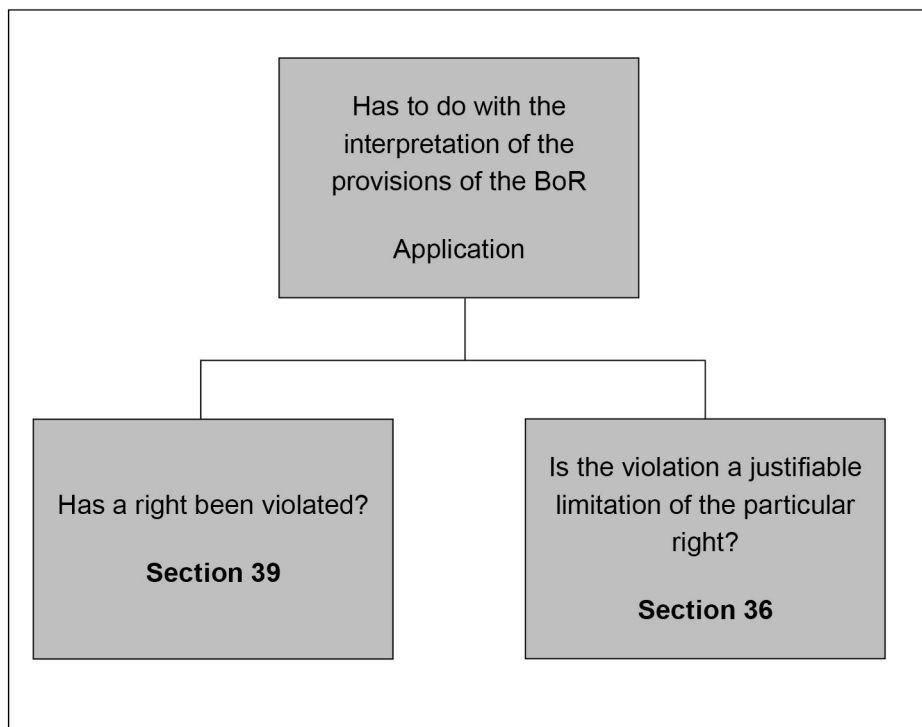 Has to do with the
interpretation of the
provisions of the BoR
Application
Has a right been violated?
Section 39
Is the violation a justifiable
limitation of the particular
right?
Section 36